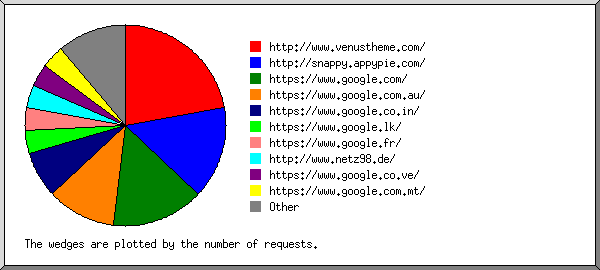 http://www.venustheme.com/
http://snappy.appypie.com/
https://www.google.com/
https://www.google.com.au/
https://www.google.co.in/
https://www.google.lk/
https://www.google.fr/
http://www.netz98.de/
https://www.google.co.ve/
https://www.google.com.mt/
Other
The wedges are plotted by the number of requests.